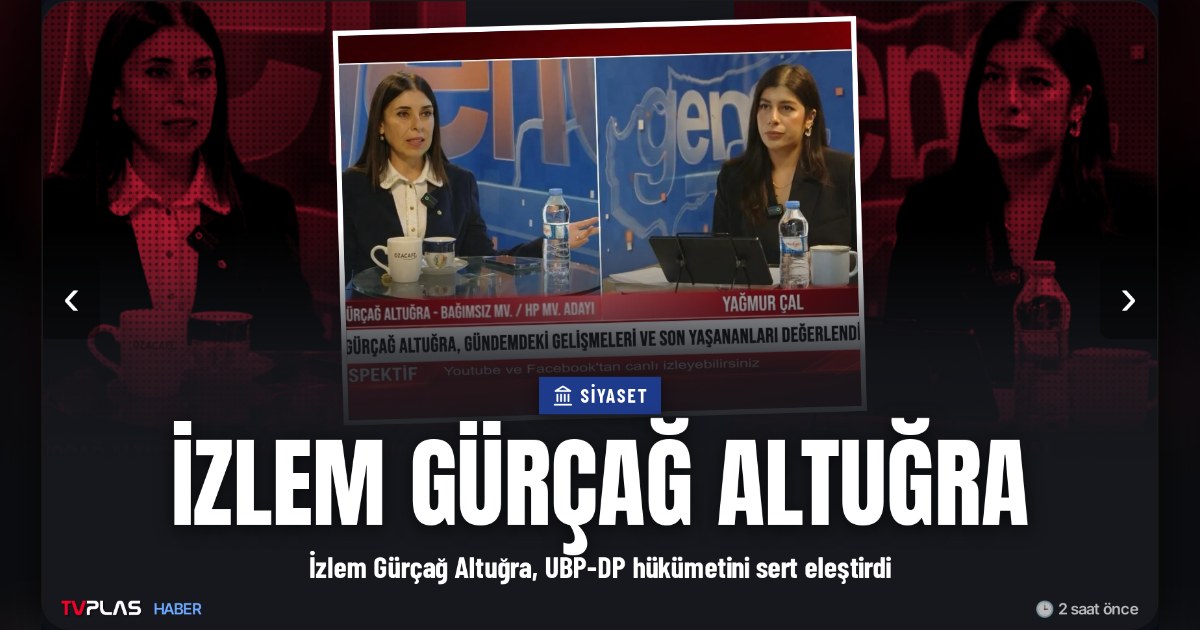 gen
ÜRÇAĞ ALTUĞRA - BAĞIMSIZ MV. / HP MV. ADAYI
YAĞMUR ÇAL
GÜRÇAĞ ALTUĞRA, GÜNDEMDEKİ GELİŞMELERİ VE SON YAŞANANLARI DEĞERLENDİ
SPEKTİF
Youtube ve Facebook'tan canlı izleyebilirsiniz
SİYASET
İZLEM GÜRÇAĞ ALTUĞRA
İzlem Gürçağ Altuğra, UBP-DP hükümetini sert eleştirdi
TVPLAS HABER
2 saat önce